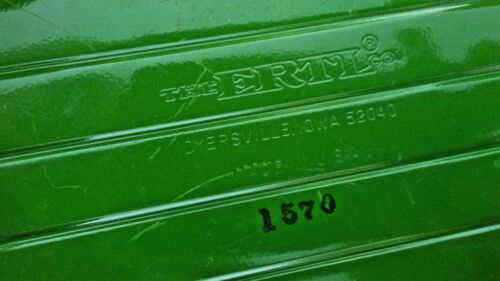 THE ERTL® CO.
DYERSVILLE, IOWA 52040
U.S.A.
1570